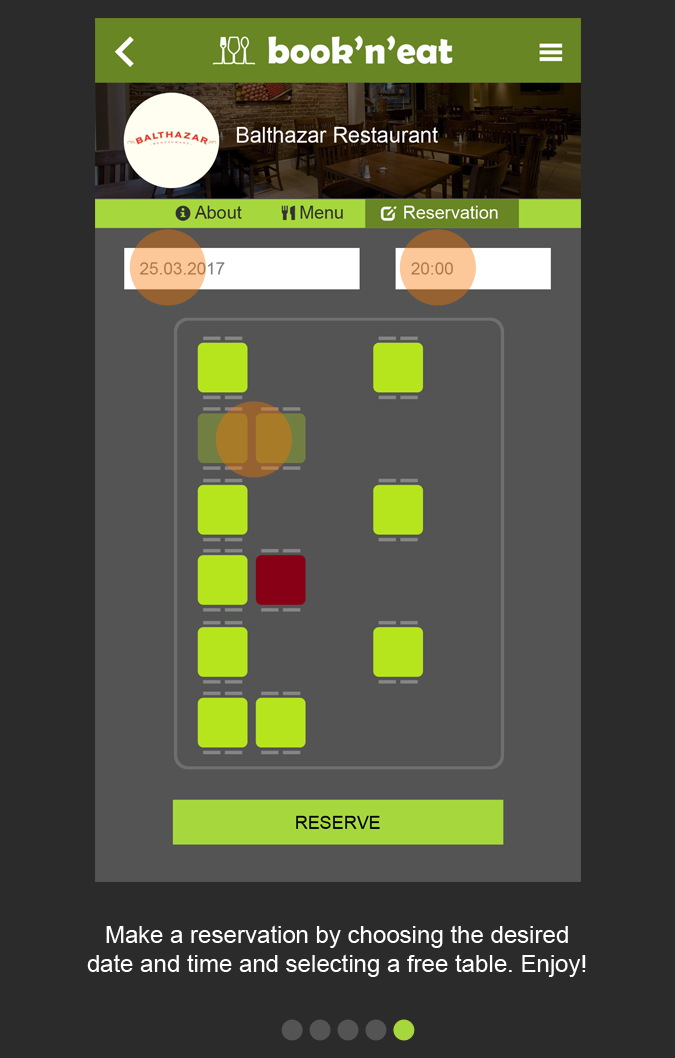 book’n’eat
BALTHAZAR
RESTAURANT
Balthazar Restaurant
About
Menu
Reservation
25.03.2017
20:00
RESERVE
Make a reservation by choosing the desired
date and time and selecting a free table. Enjoy!